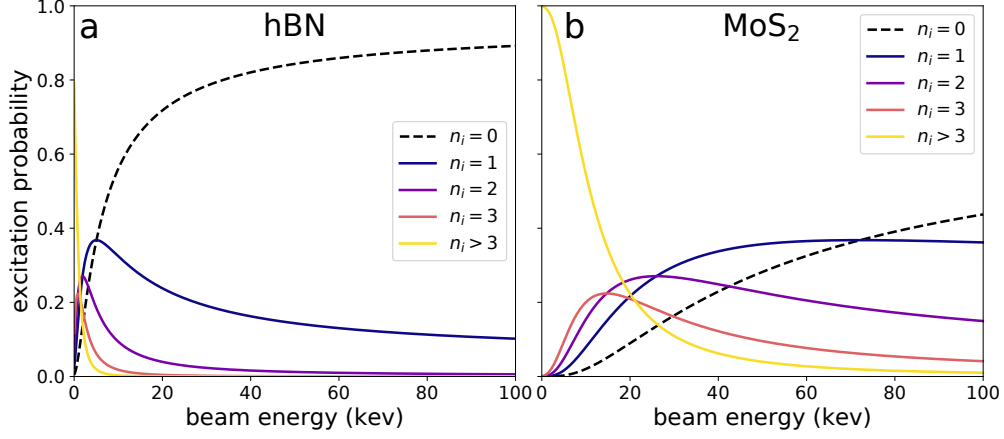 a
hBN
excitation probability
1.0
0.8
0.6
0.4
0.2
0.0
0
20
40
60
80
100
beam energy (kev)
n_i = 0
n_i = 1
n_i = 2
n_i = 3
n_i > 3
b
MoS₂
0
20
40
60
80
100
beam energy (kev)
n_i = 0
n_i = 1
n_i = 2
n_i = 3
n_i > 3